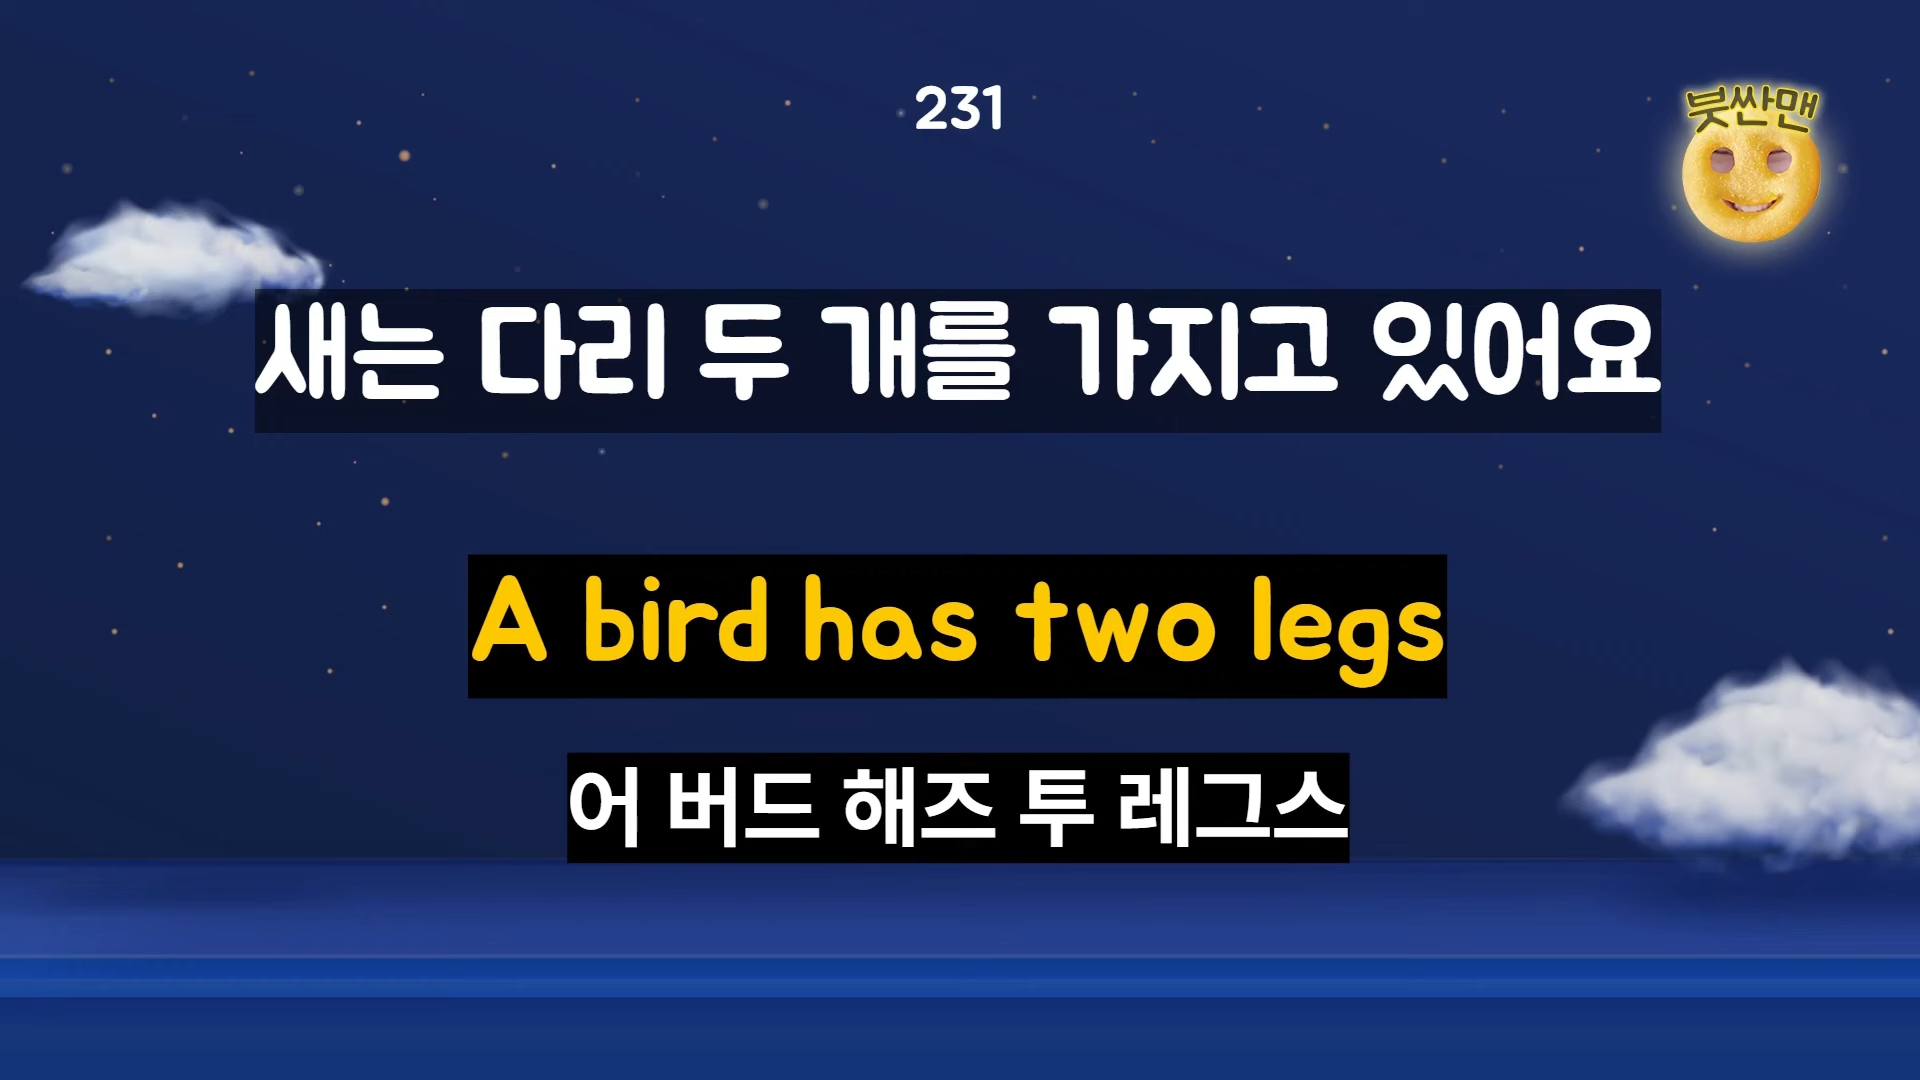 231
붓싼맨
새는 다리 두 개를 가지고 있어요
A bird has two legs
어 버드 해즈 투 레그스